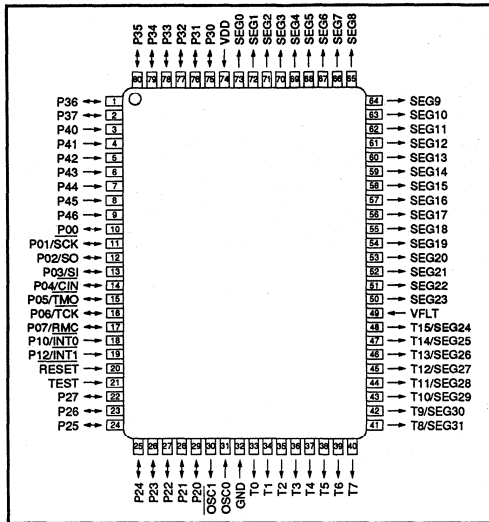 P35
P34
P33
P32
P31
P30
VDD
SEG0
SEG1
SEG2
SEG3
SEG4
SEG5
SEG6
SEG7
SEG8
80
79
78
77
76
75
74
73
72
71
70
69
68
67
66
65
P36 1
P37 2
P40 3
P41 4
P42 5
P43 6
P44 7
P45 8
P46 9
P00 10
P01/SCK 11
P02/SO 12
P03/SI 13
P04/CIN 14
P05/TMO 15
P06/TCK 16
P07/RMC 17
P10/INT0 18
P12/INT1 19
RESET 20
TEST 21
P27 22
P26 23
P25 24
64 SEG9
63 SEG10
62 SEG11
61 SEG12
60 SEG13
59 SEG14
58 SEG15
57 SEG16
56 SEG17
55 SEG18
54 SEG19
53 SEG20
52 SEG21
51 SEG22
50 SEG23
49 VFLT
48 T15/SEG24
47 T14/SEG25
46 T13/SEG26
45 T12/SEG27
44 T11/SEG28
43 T10/SEG29
42 T9/SEG30
41 T8/SEG31
25
26
27
28
29
30
31
32
33
34
35
36
37
38
39
40
P24
P23
P22
P21
P20
OSC1
OSC0
GND
T0
T1
T2
T3
T4
T5
T6
T7